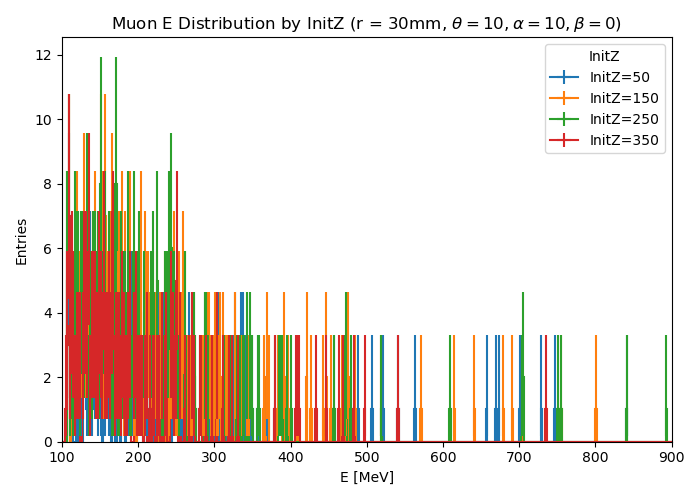 Muon E Distribution by InitZ (r = 30mm, θ = 10, α = 10, β = 0)
InitZ
InitZ=50
InitZ=150
InitZ=250
InitZ=350
Entries
12
10
8
6
4
2
0
100 200 300 400 500 600 700 800 900
E [MeV]